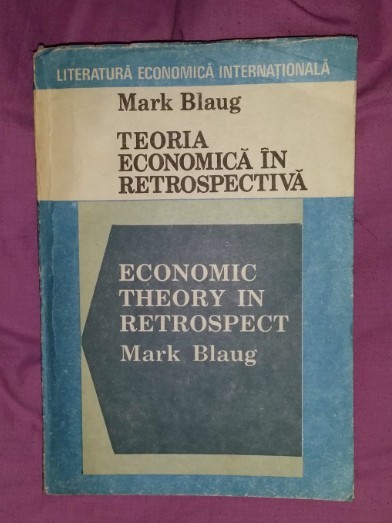 LITERATURĂ ECONOMICĂ INTERNAȚIONALĂ
Mark Blaug
TEORIA
ECONOMICĂ ÎN
RETROSPECTIVĂ
ECONOMIC
THEORY IN
RETROSPECT
Mark Blaug